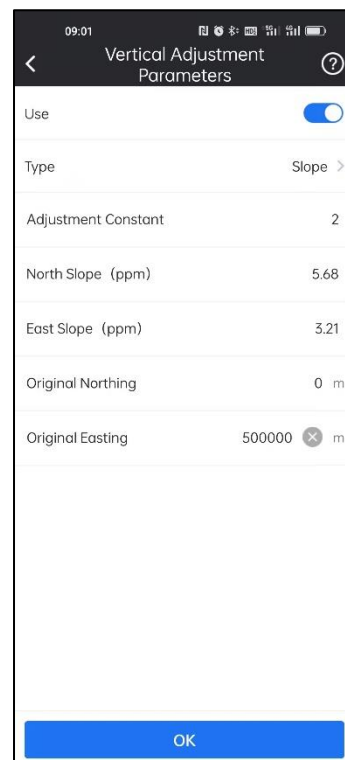 09:01
Vertical Adjustment
Parameters
Use
Type Slope
Adjustment Constant 2
North Slope（ppm） 5.68
East Slope（ppm） 3.21
Original Northing 0 m
Original Easting 500000 m
OK